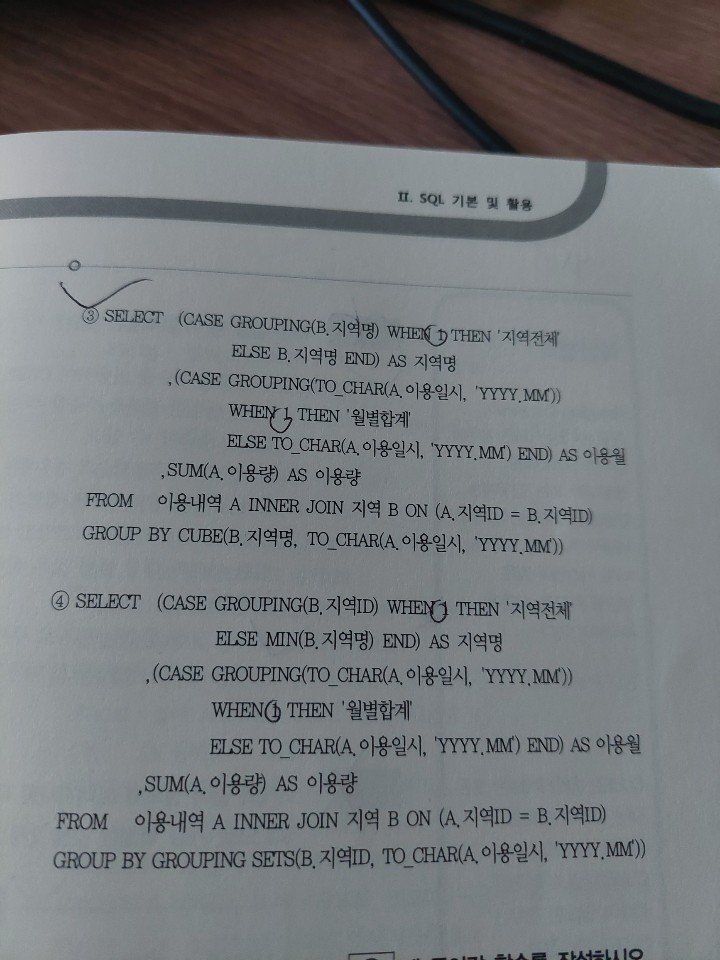 II. SQL 기본 및 활용
③ SELECT (CASE GROUPING(B.지역명) WHEN 1 THEN '지역전체'
ELSE B.지역명 END) AS 지역명
,(CASE GROUPING(TO_CHAR(A.이용일시, 'YYYY.MM'))
WHEN 1 THEN '월별합계'
ELSE TO_CHAR(A.이용일시, 'YYYY.MM') END) AS 이용월
,SUM(A.이용량) AS 이용량
FROM 이용내역 A INNER JOIN 지역 B ON (A.지역ID = B.지역ID)
GROUP BY CUBE(B.지역명, TO_CHAR(A.이용일시, 'YYYY.MM'))
④ SELECT (CASE GROUPING(B.지역ID) WHEN 1 THEN '지역전체'
ELSE MIN(B.지역명) END) AS 지역명
,(CASE GROUPING(TO_CHAR(A.이용일시, 'YYYY.MM'))
WHEN 1 THEN '월별합계'
ELSE TO_CHAR(A.이용일시, 'YYYY.MM') END) AS 이용월
,SUM(A.이용량) AS 이용량
FROM 이용내역 A INNER JOIN 지역 B ON (A.지역ID = B.지역ID)
GROUP BY GROUPING SETS(B.지역ID, TO_CHAR(A.이용일시, 'YYYY.MM'))